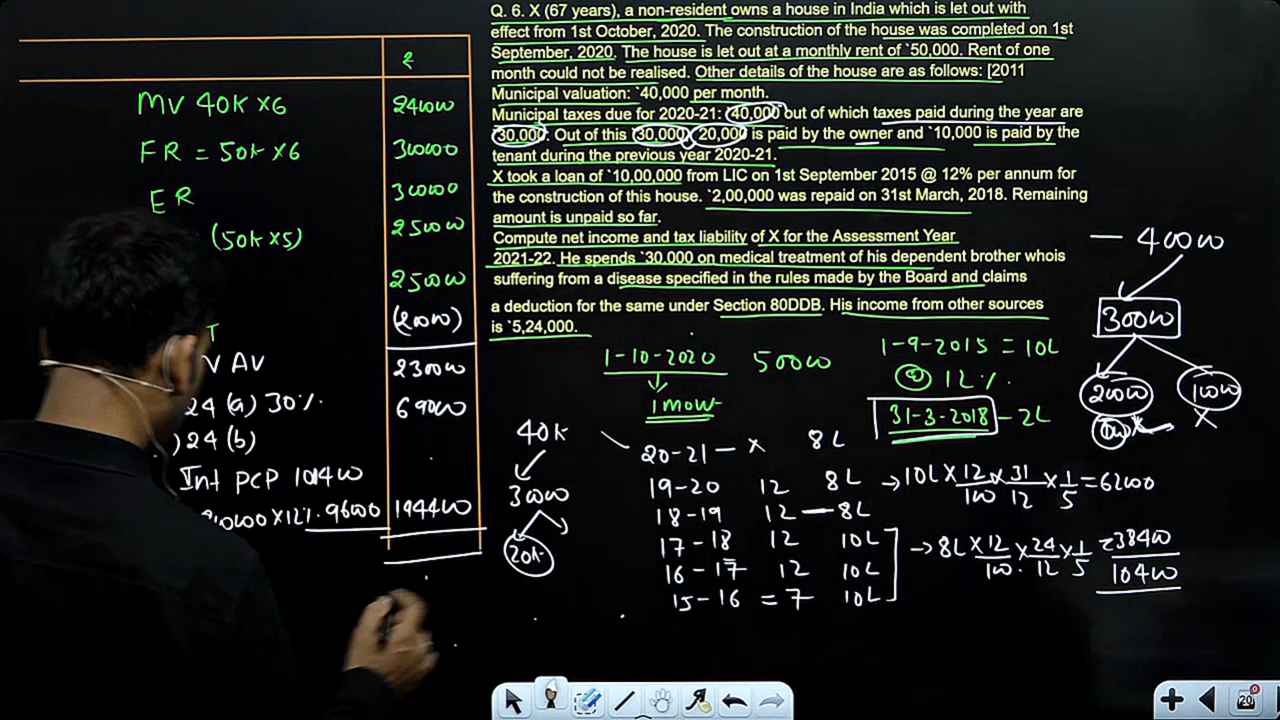 Q. 6. X (67 years), a non-resident owns a house in India which is let out with
effect from 1st October, 2020. The construction of the house was completed on 1st
September, 2020. The house is let out at a monthly rent of `50,000. Rent of one
month could not be realised. Other details of the house are as follows: [2011
Municipal valuation: `40,000 per month.
Municipal taxes due for 2020-21: `40,000 out of which taxes paid during the year are
`30,000. Out of this `30,000, `20,000 is paid by the owner and `10,000 is paid by the
tenant during the previous year 2020-21.
X took a loan of `10,00,000 from LIC on 1st September 2015 @ 12% per annum for
the construction of this house. `2,00,000 was repaid on 31st March, 2018. Remaining
amount is unpaid so far.
Compute net income and tax liability of X for the Assessment Year
2021-22. He spends `30,000 on medical treatment of his dependent brother whois
suffering from a disease specified in the rules made by the Board and claims
a deduction for the same under Section 80DDB. His income from other sources
is `5,24,000.
₹
MV 40K × 6 240000
FR = 50K × 6 300000
ER 300000
(50K × 5) 250000
250000
(20000)
AV 230000
24 (a) 30% 69000
24 (b)
Int PCP 101400
× 12% 96000 194400
1-10-2020 50000
1 mon
1-9-2015 = 10L
@ 12%
31-3-2018 – 2L
– 40000
30000
20000 10000
X
40K
30000
20K
20-21 – × 8L
19-20 12 8L
18-19 12 – 8L
17-18 12 10L
16-17 12 10L
15-16 = 7 10L
→ 10L × 12/100 × 31/12 × 1/5 = 62000
→ 8L × 12/100 × 24/12 × 1/5 = 38400
10400
20